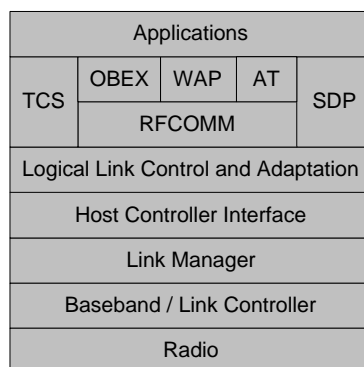 Applications
TCS
OBEX
WAP
AT
SDP
RFCOMM
Logical Link Control and Adaptation
Host Controller Interface
Link Manager
Baseband / Link Controller
Radio